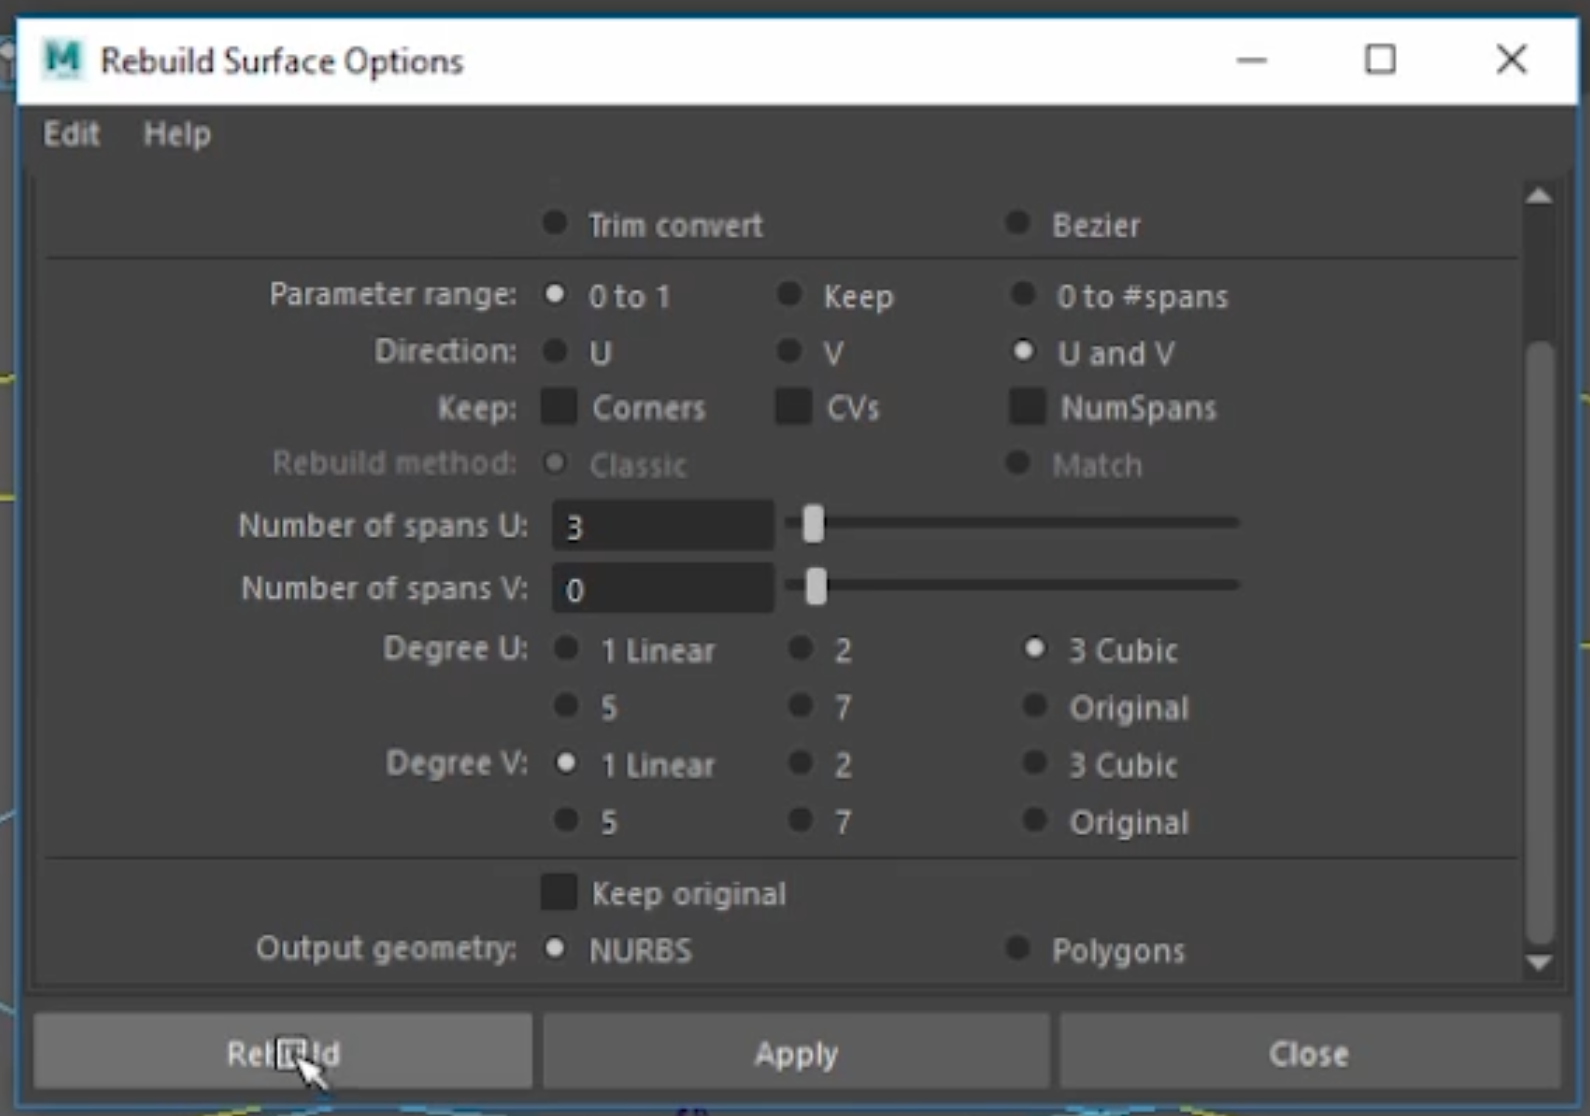 Rebuild Surface Options
Edit Help
Trim convert Bezier
Parameter range: 0 to 1 Keep 0 to #spans
Direction: U V U and V
Keep: Corners CVs NumSpans
Rebuild method: Classic Match
Number of spans U: 3
Number of spans V: 0
Degree U: 1 Linear 2 3 Cubic
5 7 Original
Degree V: 1 Linear 2 3 Cubic
5 7 Original
Keep original
Output geometry: NURBS Polygons
Rebuild Apply Close